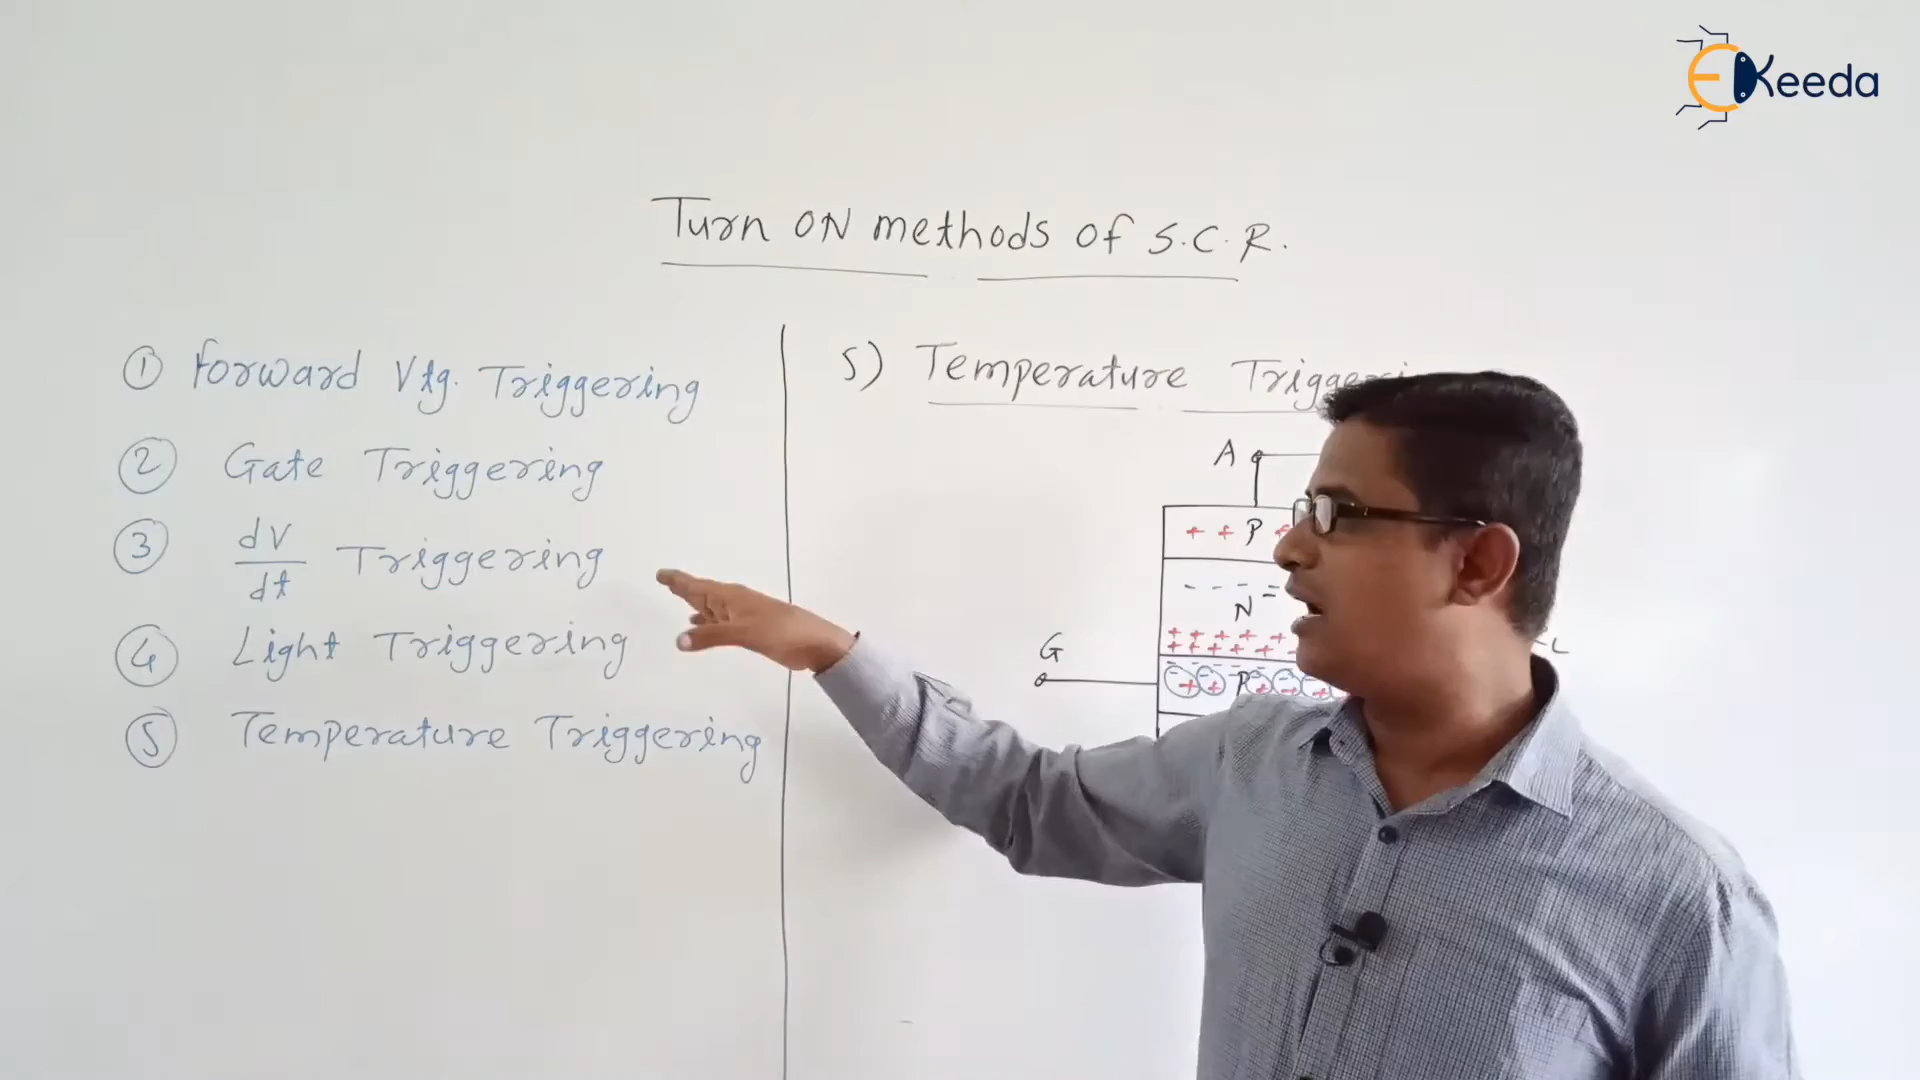 EKeeda
Turn ON methods of S.C.R.
① Forward Vtg. Triggering
② Gate Triggering
③ dV/dt Triggering
④ Light Triggering
⑤ Temperature Triggering
5) Temperature
A
+ + P
- - - =
N
+ + + + +
+ + + + +
G
P
L